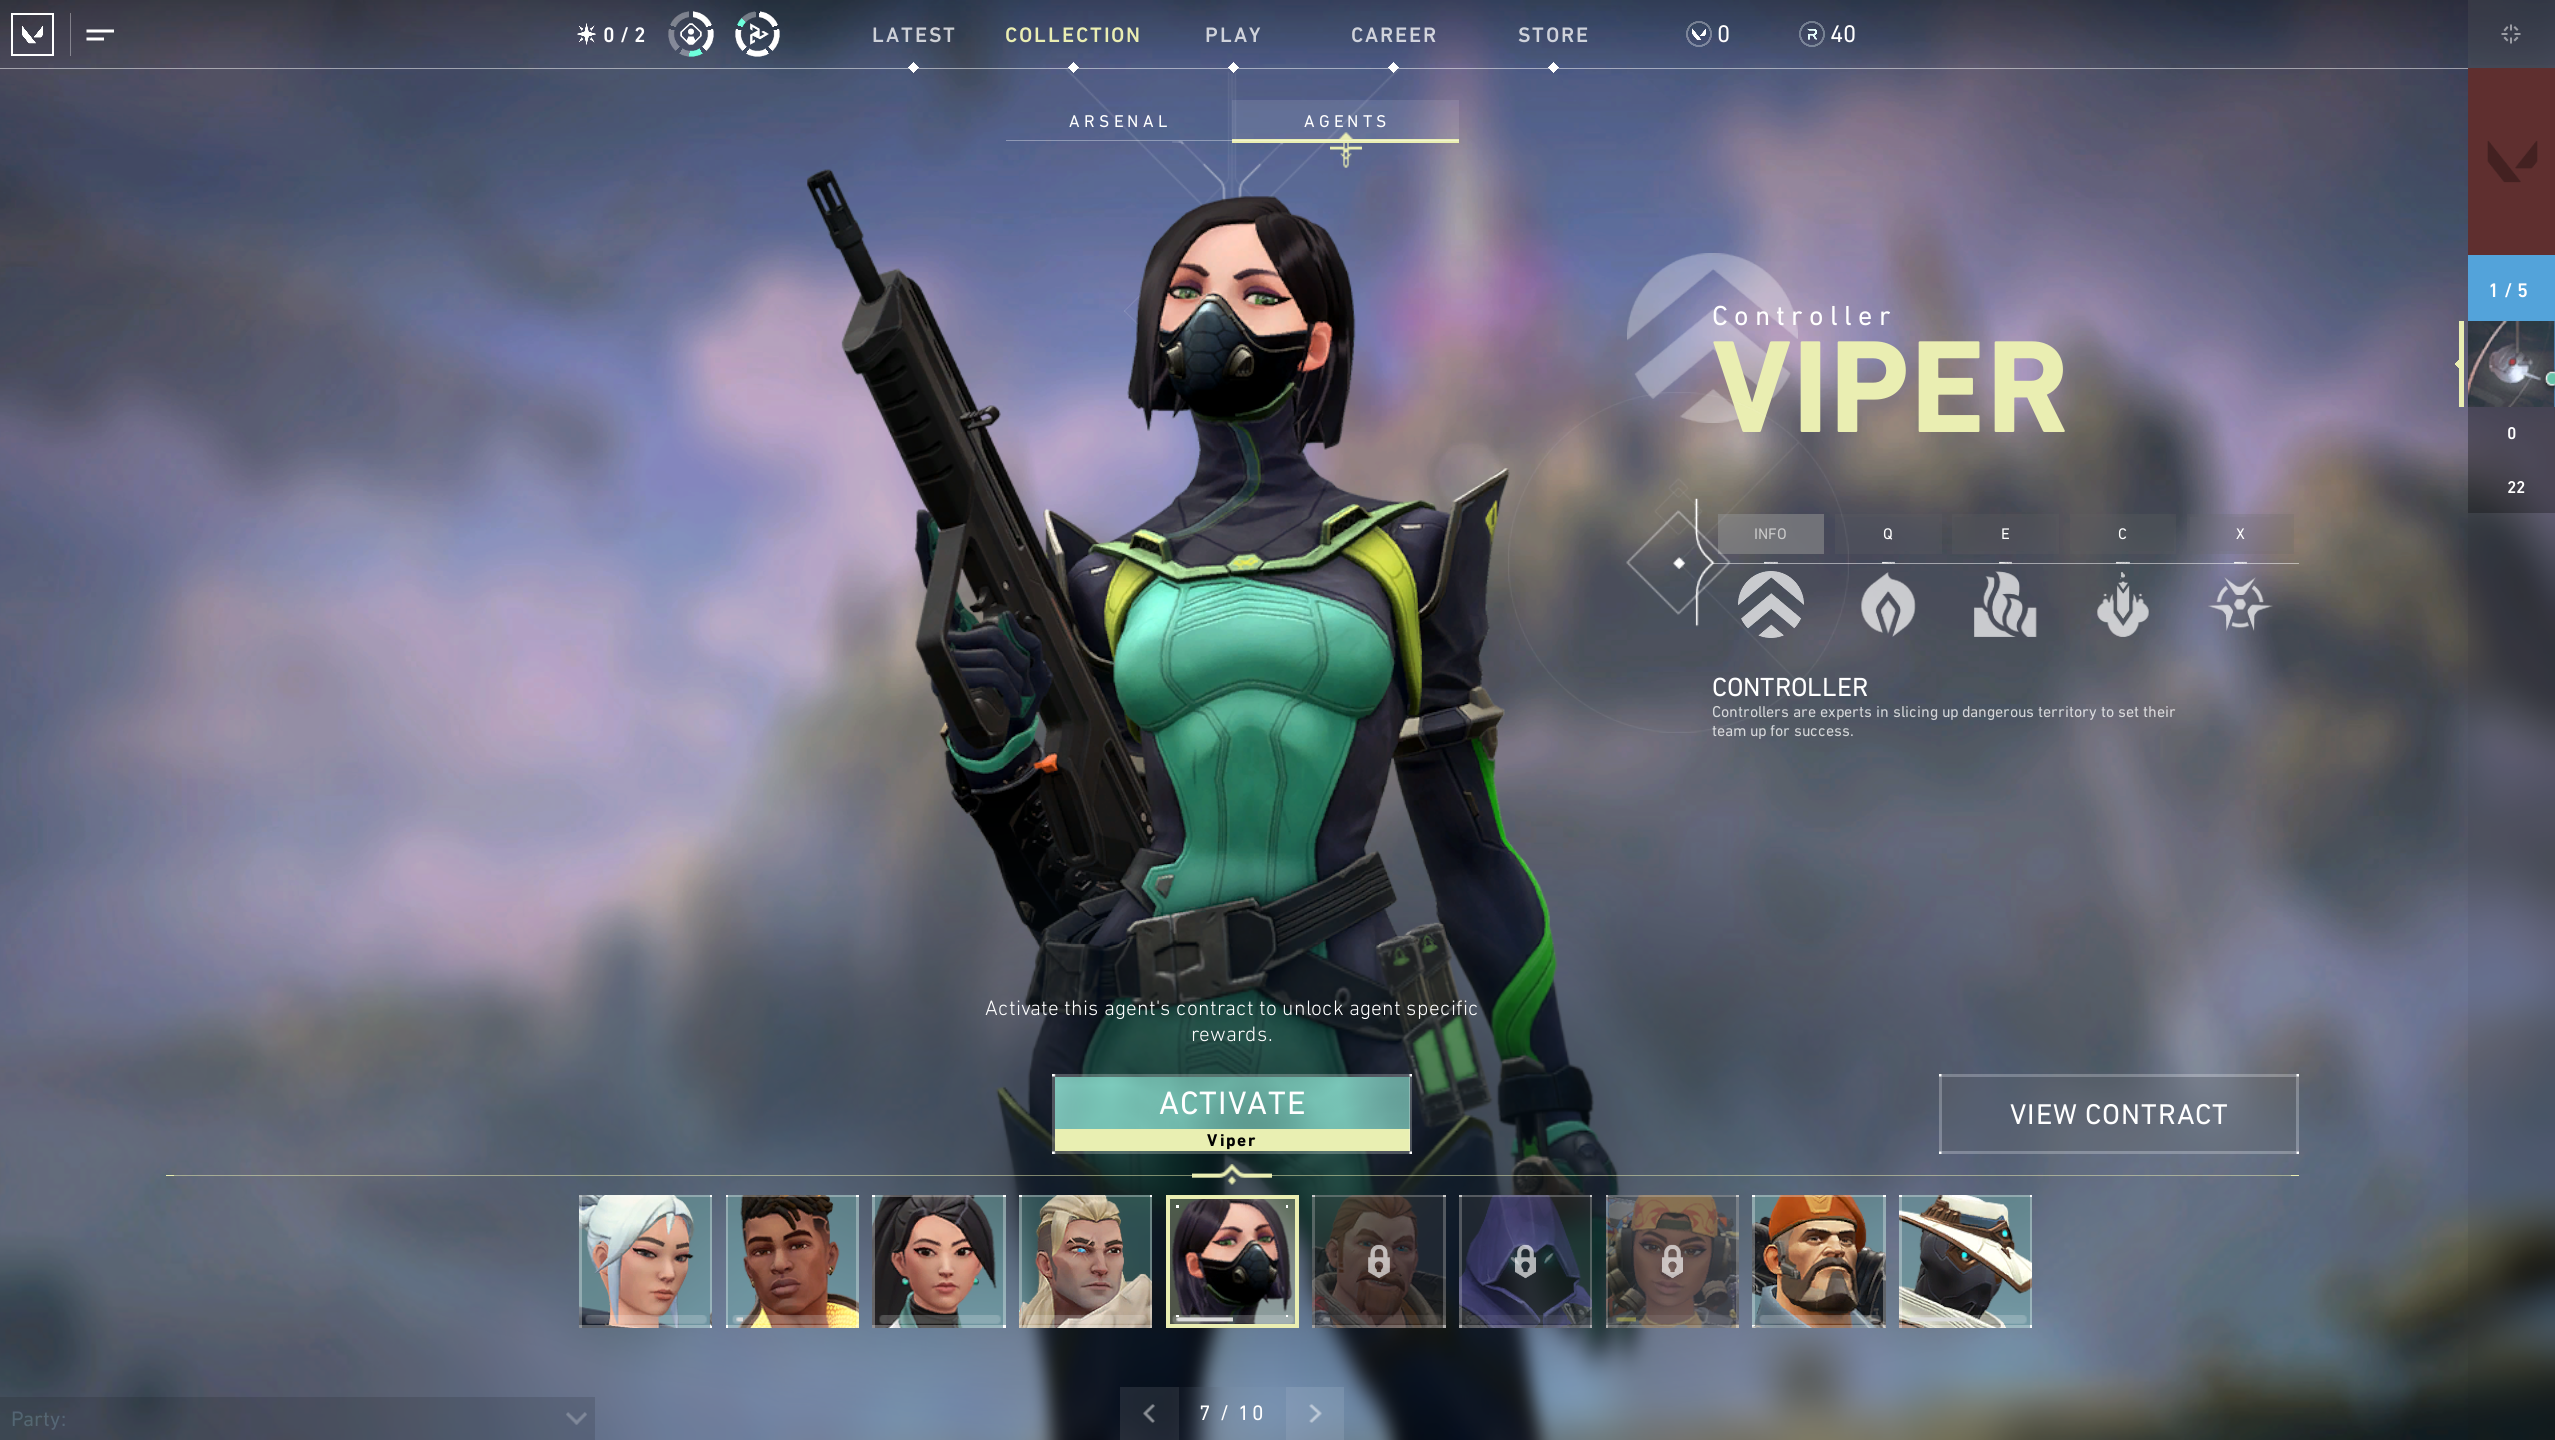 0 / 2
LATEST
COLLECTION
PLAY
CAREER
STORE
0
R 40
ARSENAL
AGENTS
1 / 5
0
22
Controller
VIPER
INFO
Q
E
C
X
CONTROLLER
Controllers are experts in slicing up dangerous territory to set their
team up for success.
Activate this agent's contract to unlock agent specific
rewards.
ACTIVATE
Viper
VIEW CONTRACT
Party:
7 / 10